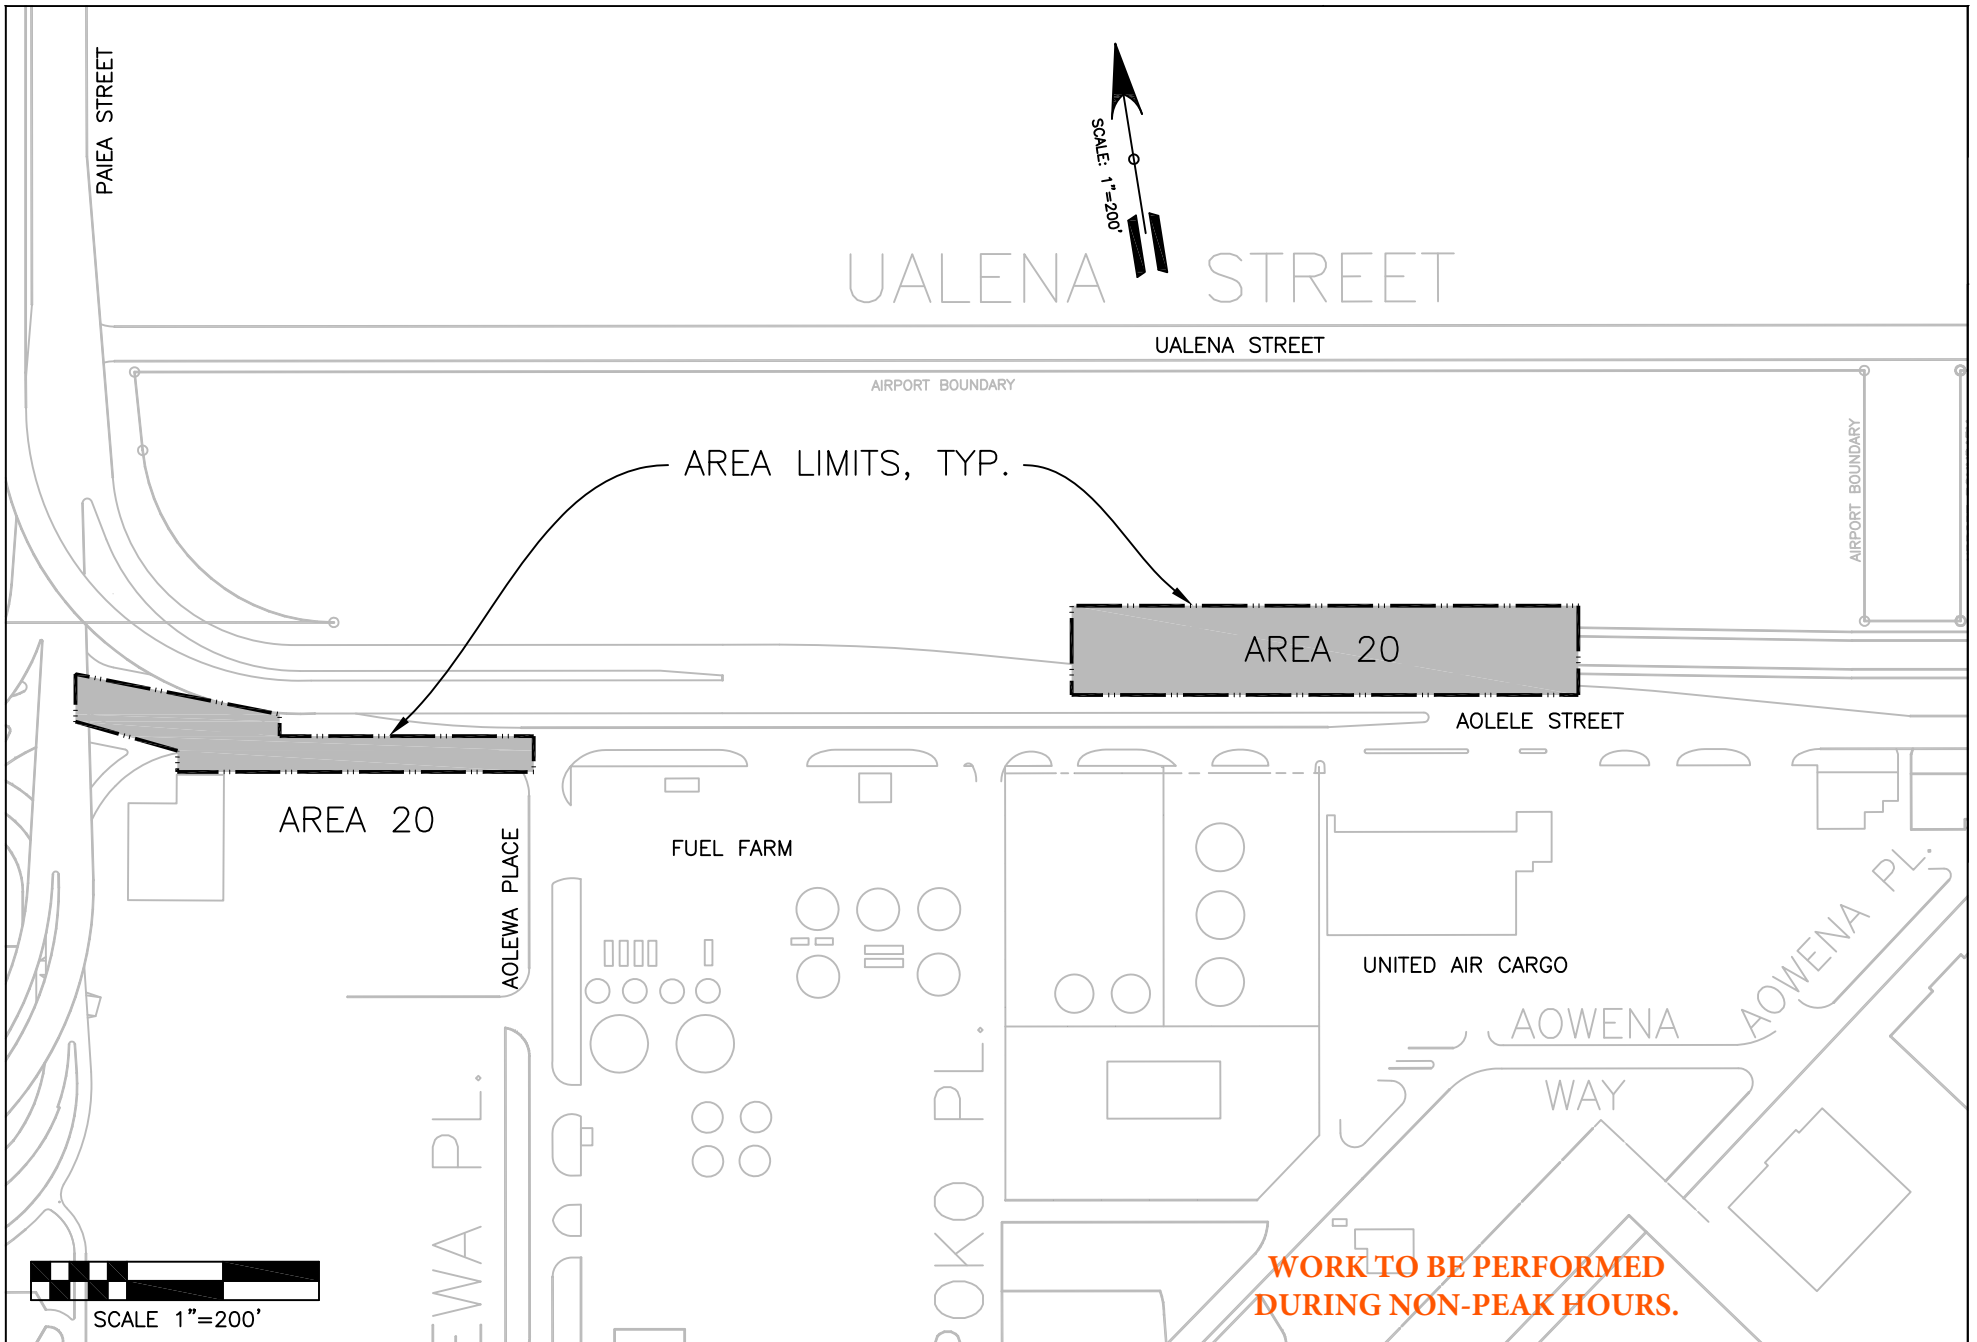 PAIEA STREET
SCALE: 1"=200'
UALENA STREET
UALENA STREET
AIRPORT BOUNDARY
AIRPORT BOUNDARY
AREA LIMITS, TYP.
AREA 20
AOLELE STREET
AREA 20
AOLEWA PLACE
FUEL FARM
UNITED AIR CARGO
AOWENA PL.
AOWENA
WAY
EWA PL.
POKO PL.
SCALE 1"=200'
WORK TO BE PERFORMED
DURING NON-PEAK HOURS.